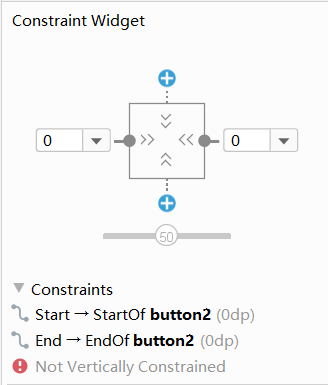 Constraint Widget
0
0
50
Constraints
Start → StartOf button2 (0dp)
End → EndOf button2 (0dp)
Not Vertically Constrained